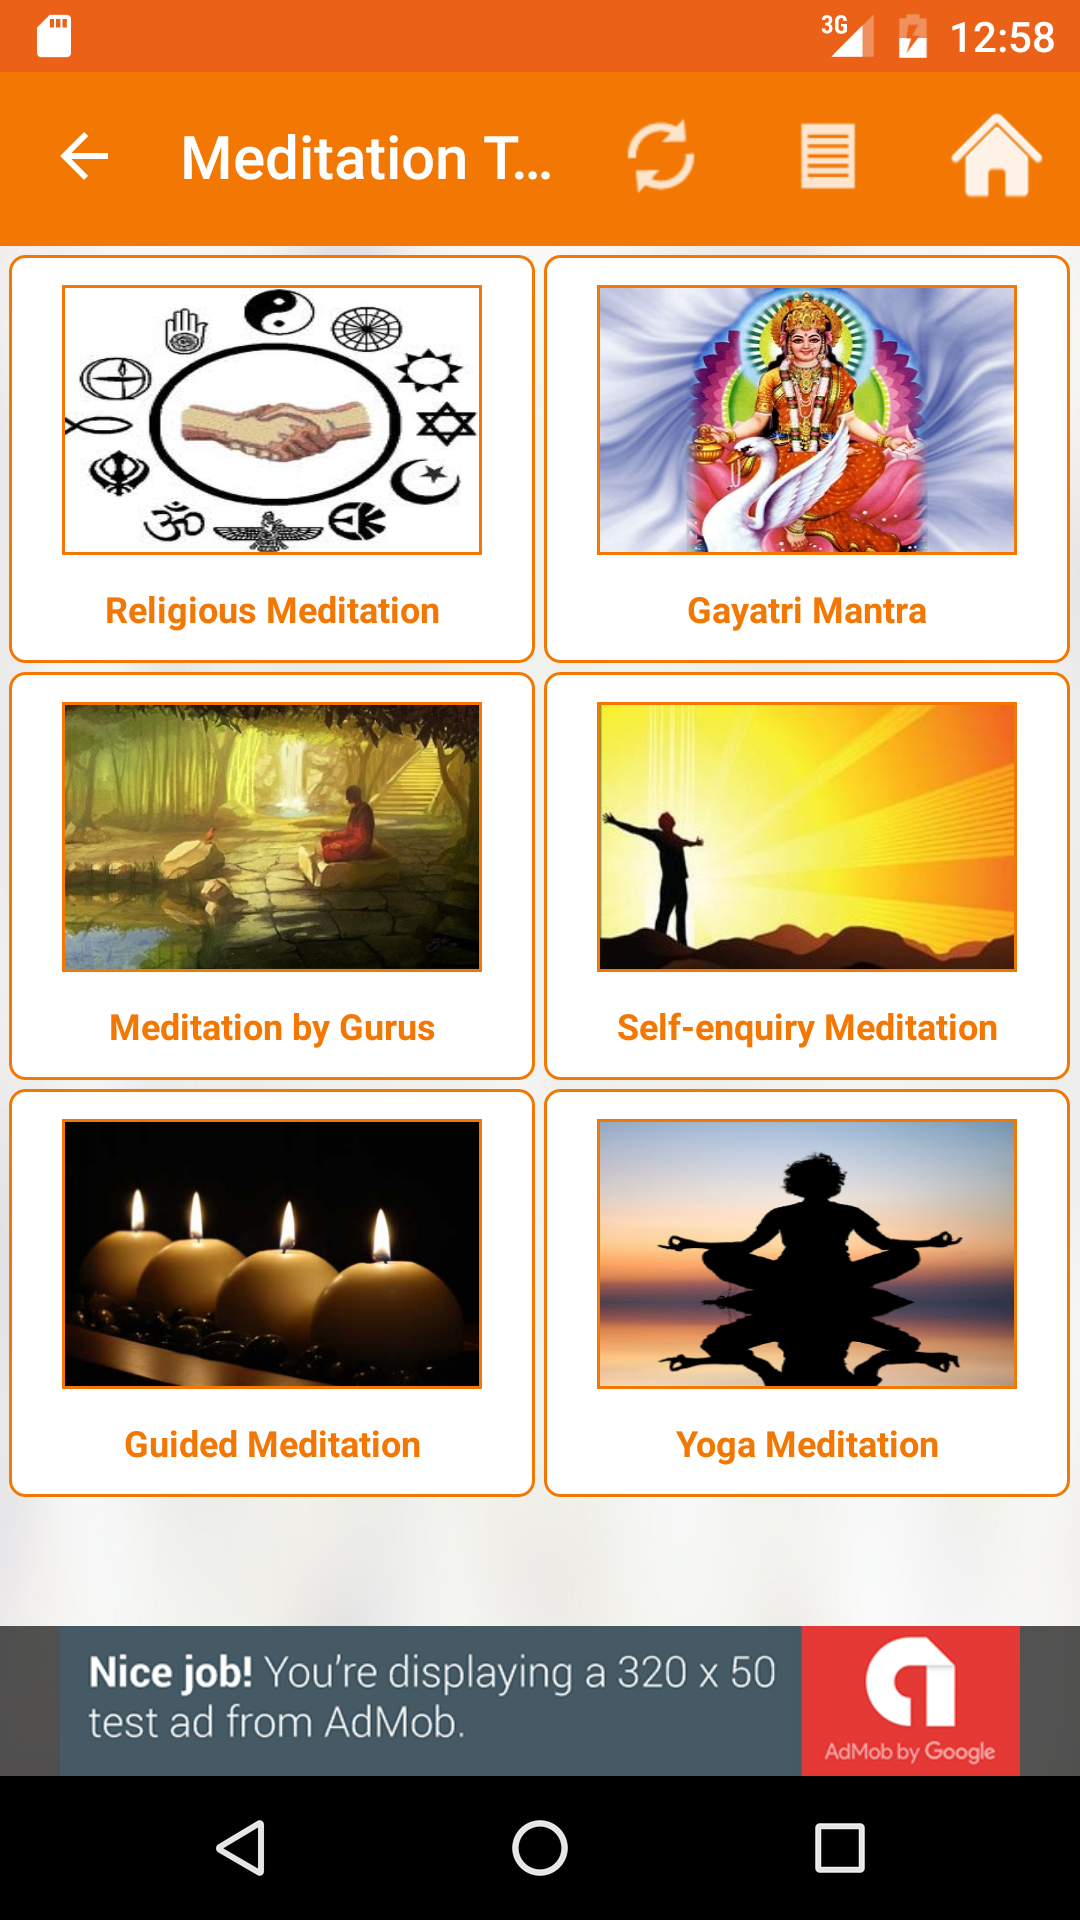 3G 12:58
Meditation T...
Religious Meditation
Gayatri Mantra
Meditation by Gurus
Self-enquiry Meditation
Guided Meditation
Yoga Meditation
Nice job! You're displaying a 320 x 50
test ad from AdMob.
AdMob by Google